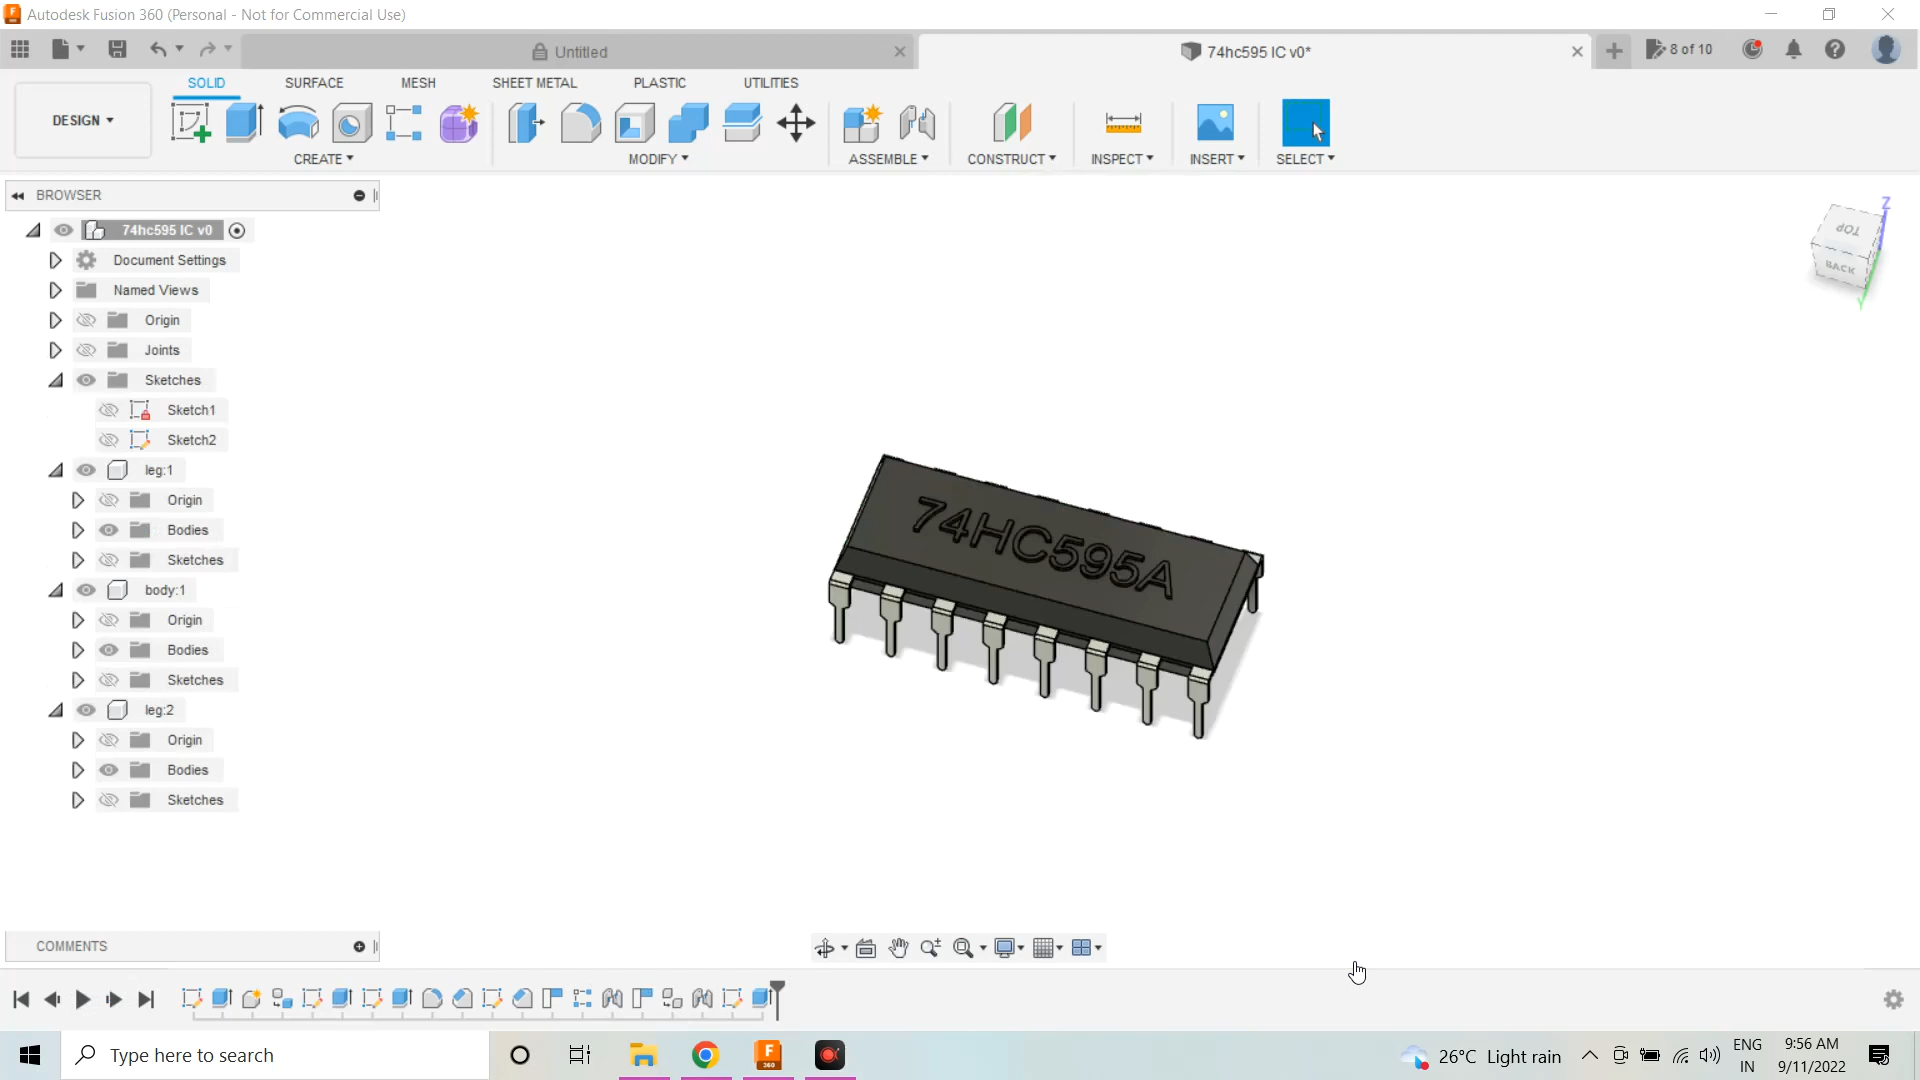 Autodesk Fusion 360 (Personal - Not for Commercial Use)
Untitled
74hc595 IC v0*
8 of 10
DESIGN
SOLID SURFACE MESH SHEET METAL PLASTIC UTILITIES
CREATE MODIFY ASSEMBLE CONSTRUCT INSPECT INSERT SELECT
BROWSER
74hc595 IC v0
Document Settings
Named Views
Origin
Joints
Sketches
Sketch1
Sketch2
leg:1
Origin
Bodies
Sketches
body:1
Origin
Bodies
Sketches
leg:2
Origin
Bodies
Sketches
Z
TOP
BACK
Y
74HC595A
COMMENTS
Type here to search
F
360
26°C Light rain
ENG
IN
9:56 AM
9/11/2022